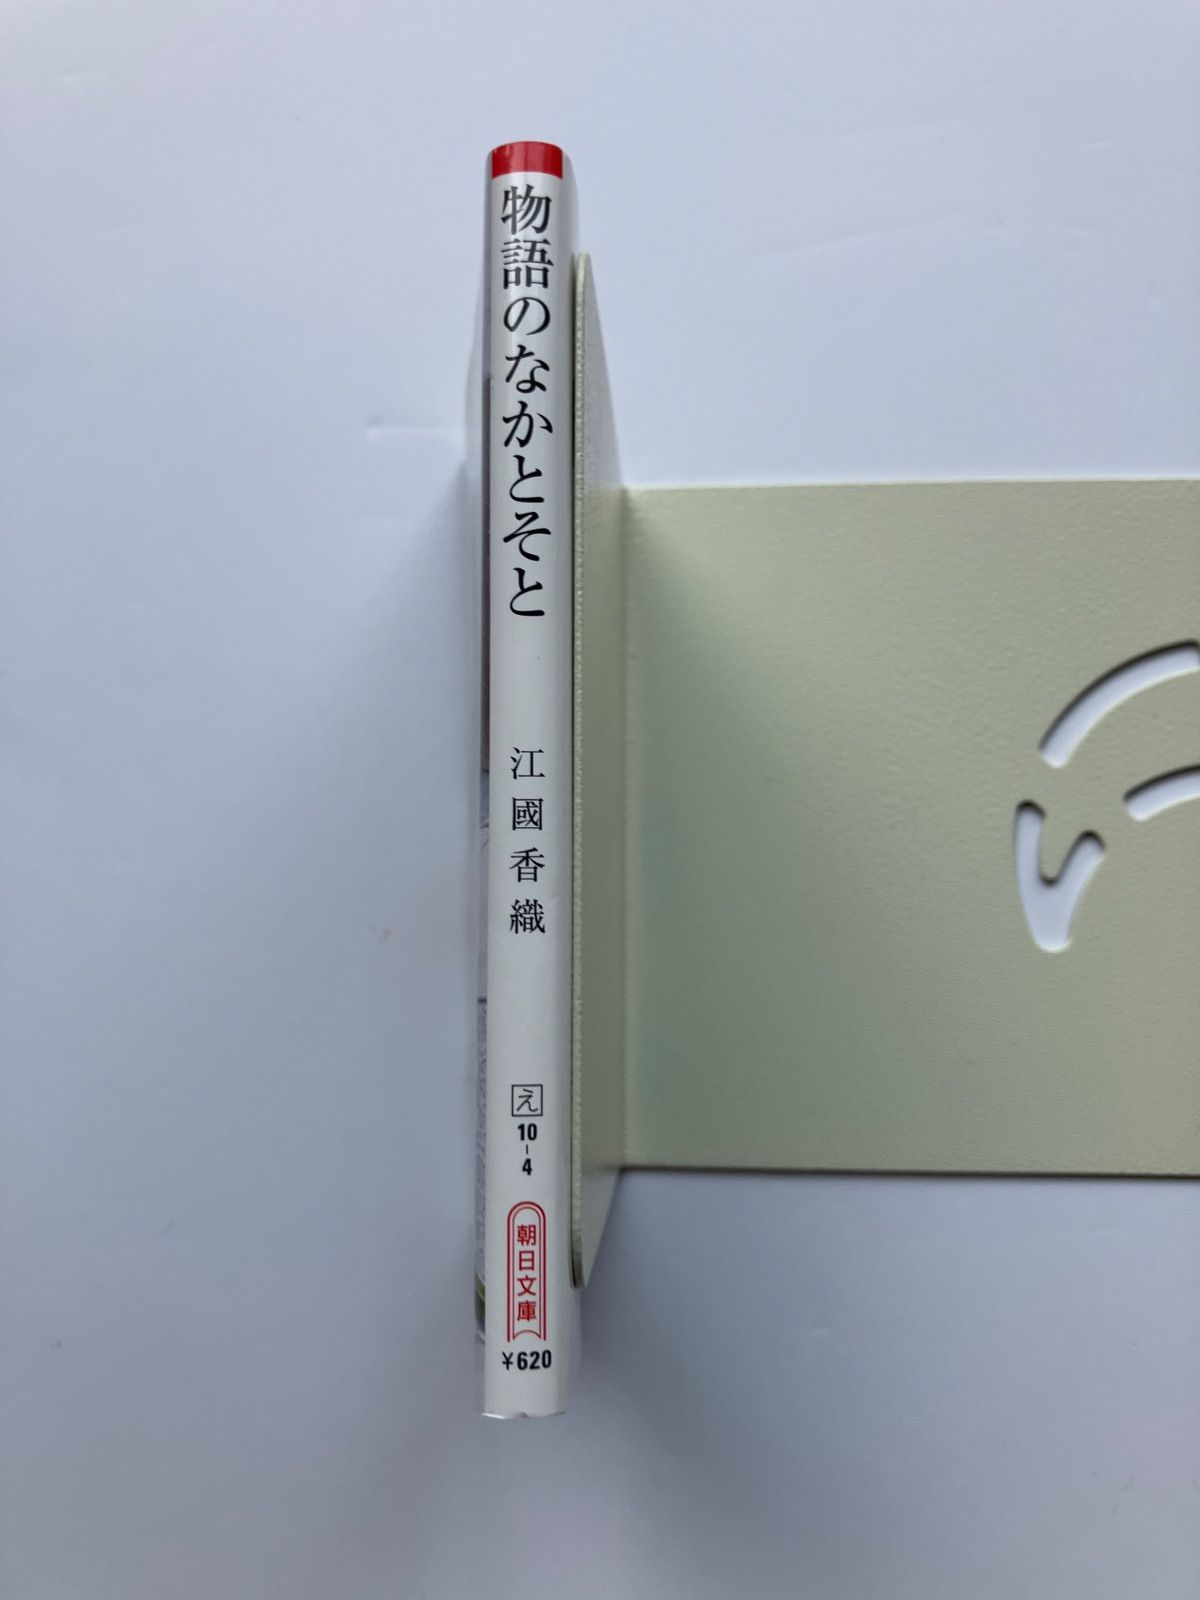 物語のなかとそと
江國香織
え
10-4
朝日文庫
¥620